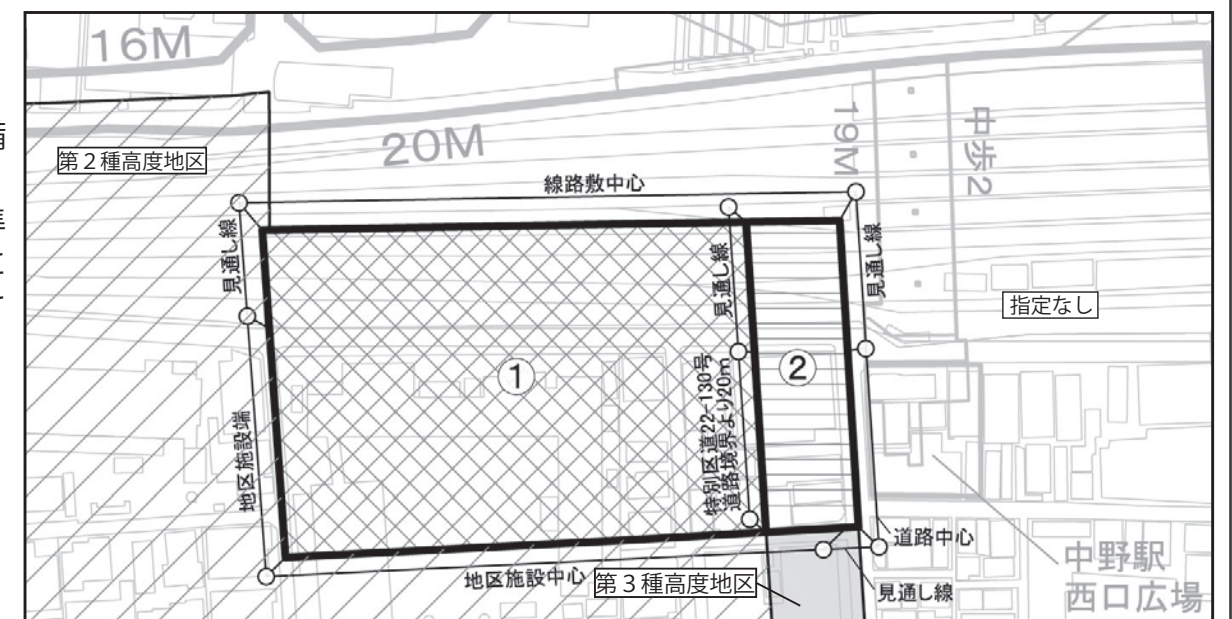 16M
20M
第２種高度地区
19M
中歩2
線路敷中心
見通し線
見通し線
見通し線
指定なし
①
②
特別区道22-130号
道路境界より20m
地区施設端
地区施設中心
第３種高度地区
道路中心
見通し線
中野駅
西口広場